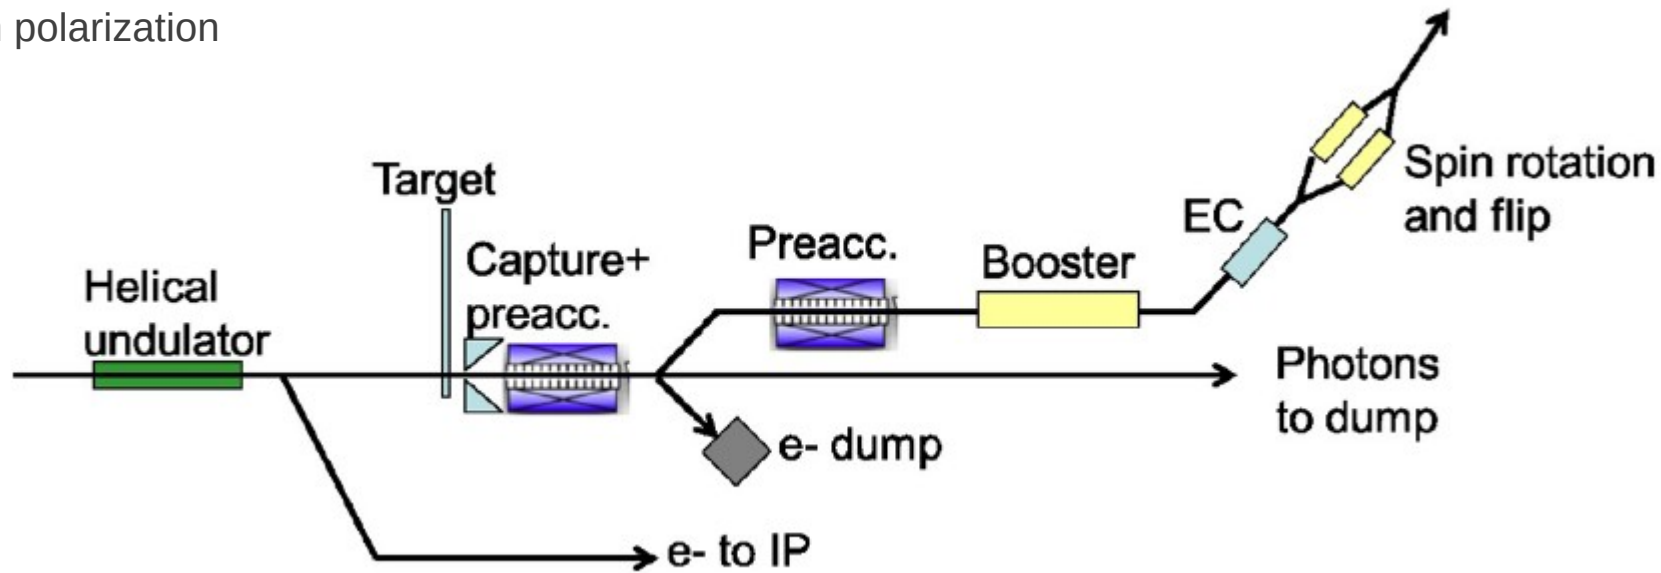 polarization
Target
Helical
undulator
Capture+
preacc.
Preacc.
Booster
EC
Spin rotation
and flip
Photons
to dump
e- dump
e- to IP